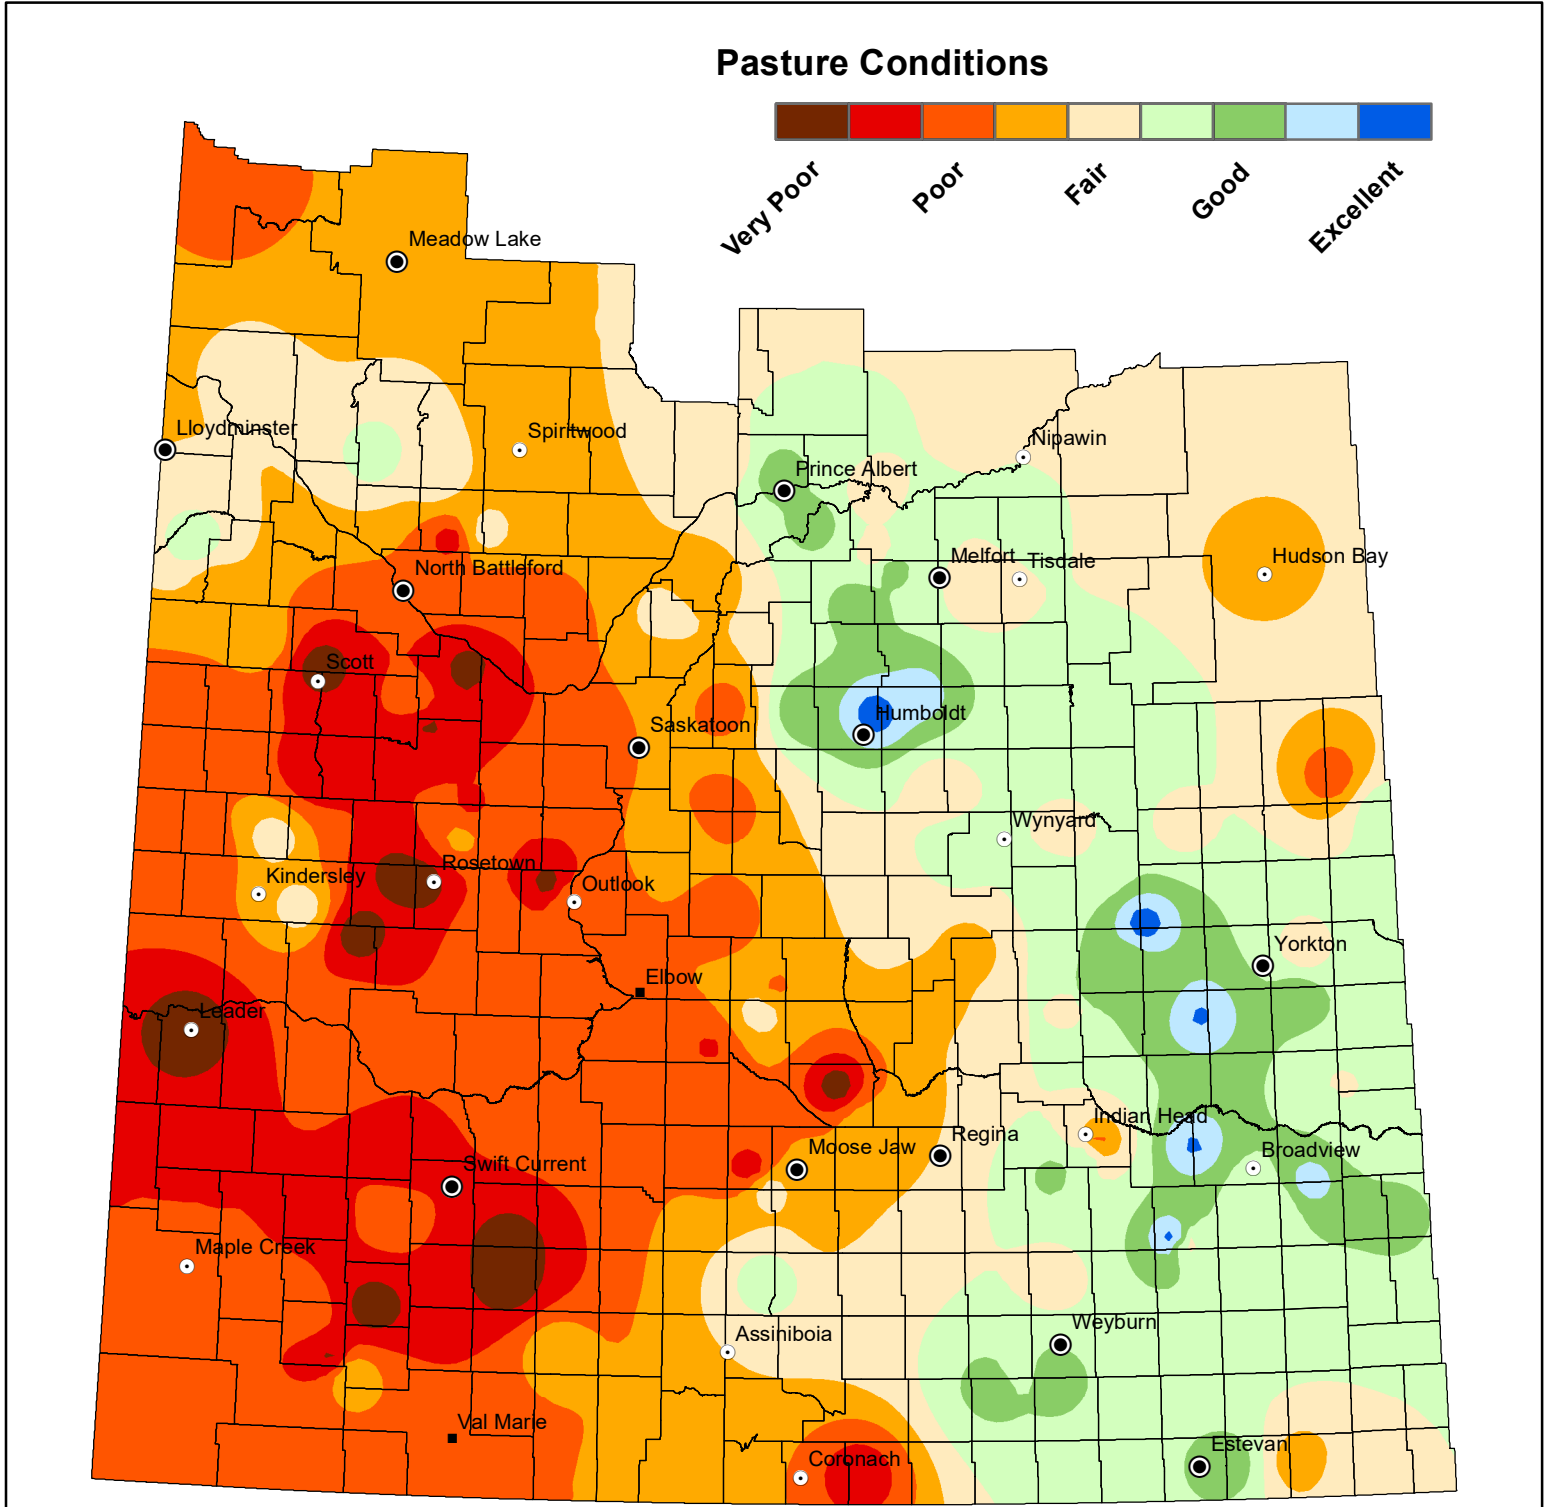 Pasture Conditions
Very Poor
Poor
Fair
Good
Excellent
Meadow Lake
Lloydminster
Spiritwood
Nipawin
Prince Albert
Melfort
Tisdale
Hudson Bay
North Battleford
Scott
Saskatoon
Humboldt
Wynyard
Rosetown
Kindersley
Outlook
Yorkton
Elbow
Leader
Indian Head
Regina
Moose Jaw
Broadview
Swift Current
Maple Creek
Weyburn
Assiniboia
Val Marie
Estevan
Coronach